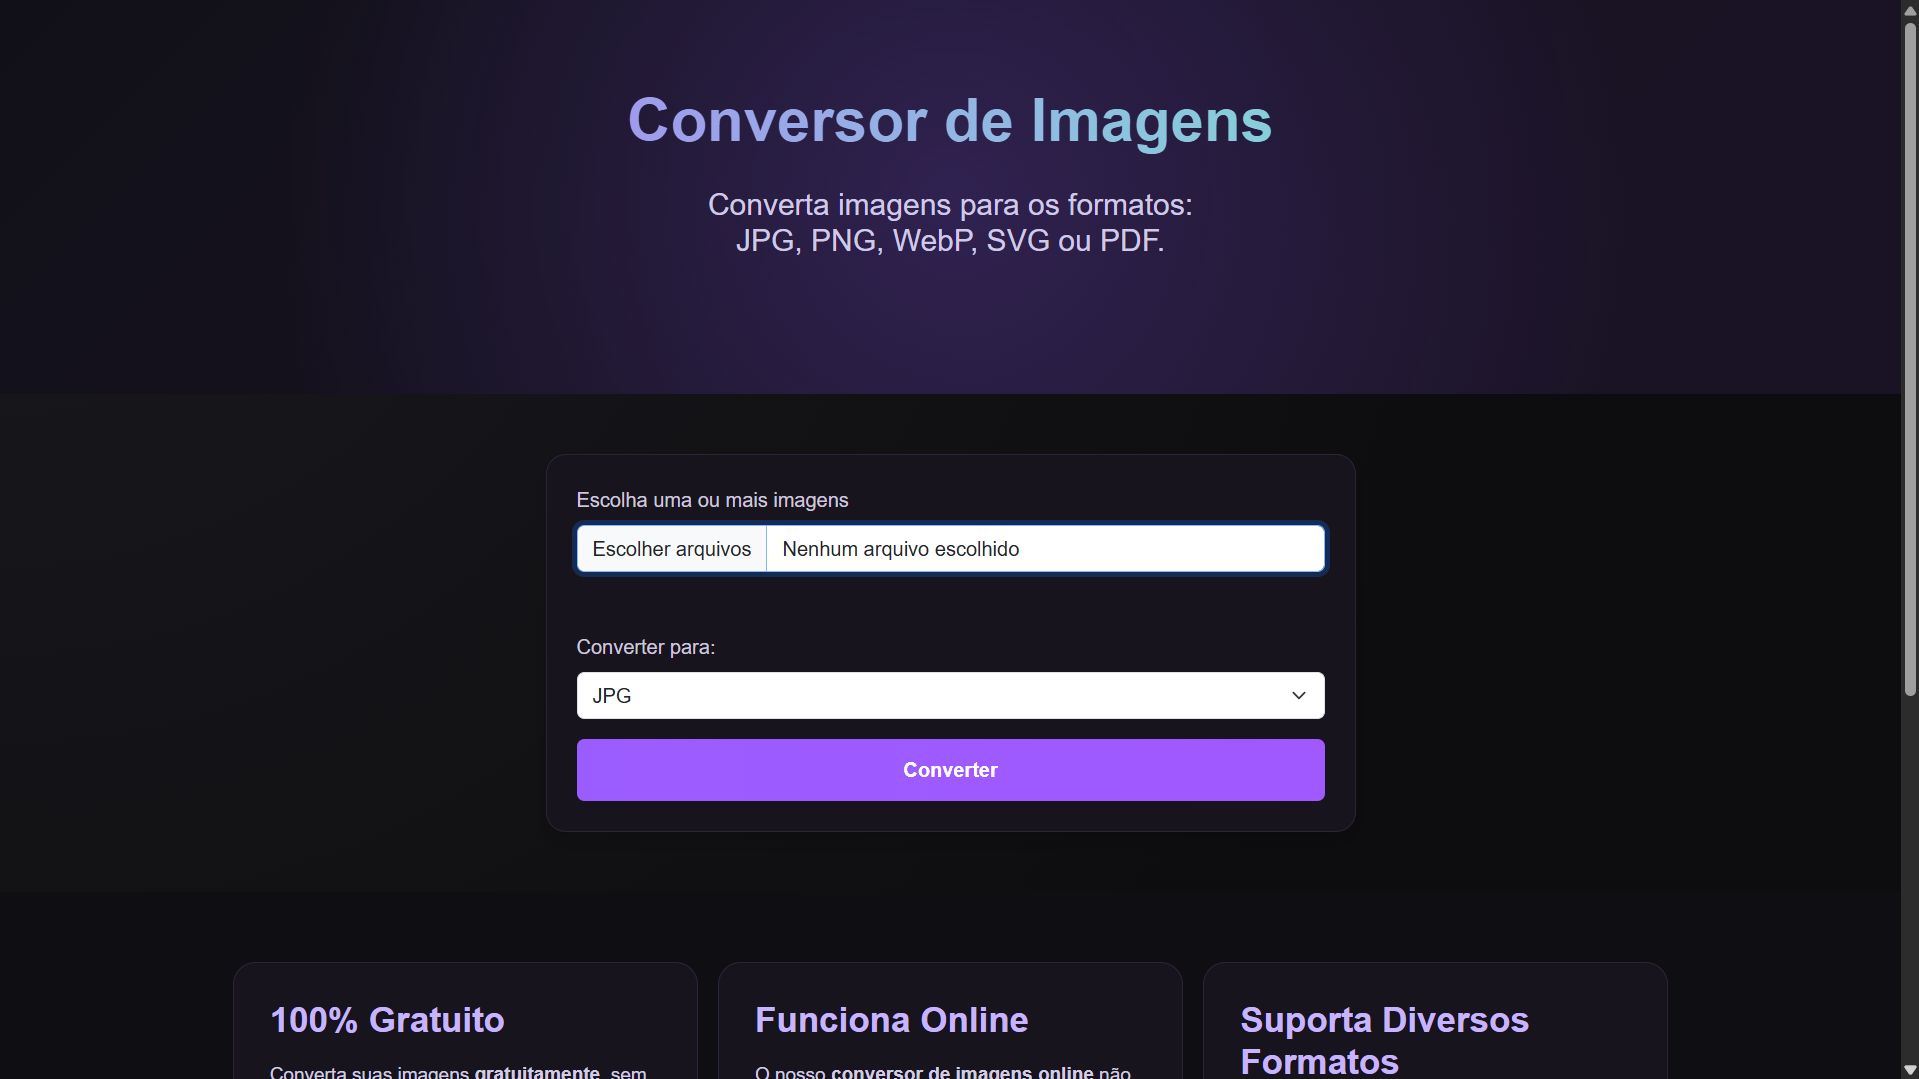 Conversor de Imagens
Converta imagens para os formatos:
JPG, PNG, WebP, SVG ou PDF.
Escolha uma ou mais imagens
Escolher arquivos Nenhum arquivo escolhido
Converter para:
JPG
Converter
100% Gratuito
Converta suas imagens gratuitamente, sem
Funciona Online
O nosso conversor de imagens online não
Suporta Diversos
Formatos